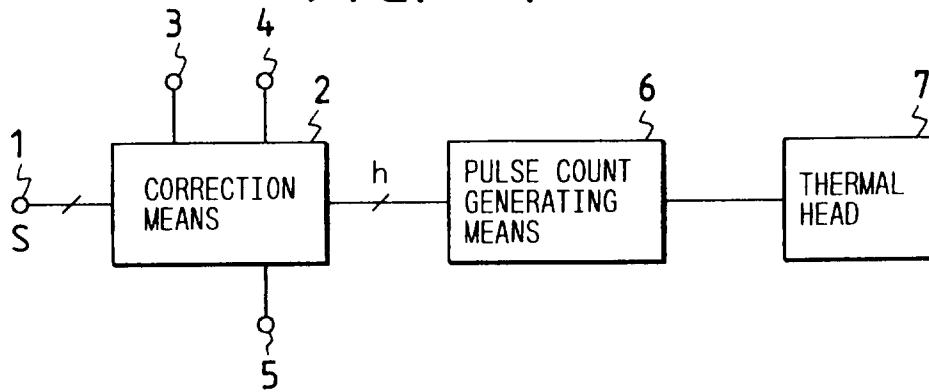 3
4
2
6
7
1
S
CORRECTION
MEANS
h
PULSE COUNT
GENERATING
MEANS
THERMAL
HEAD
5